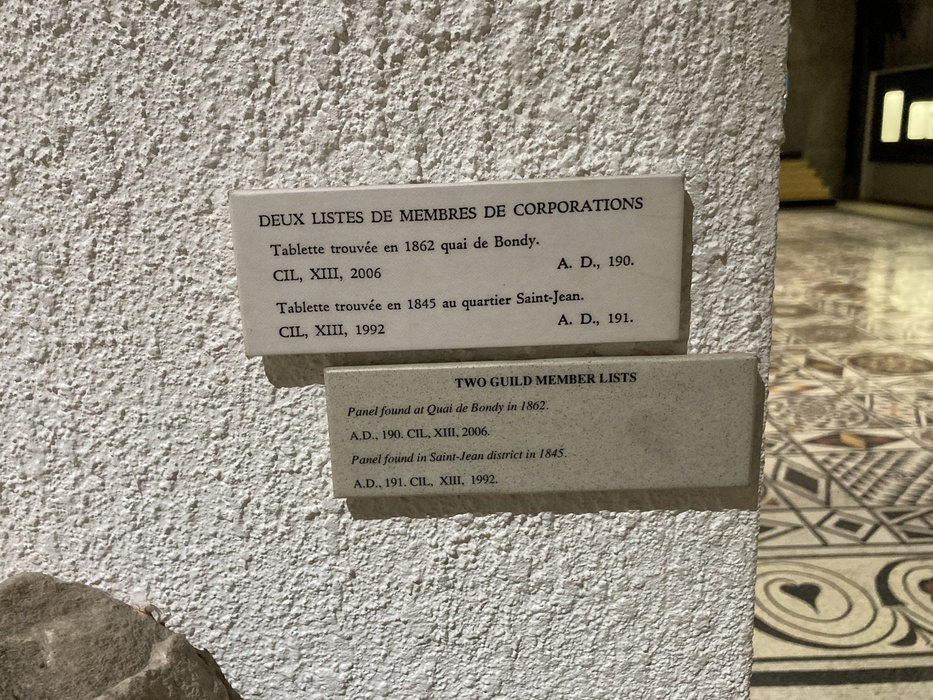 DEUX LISTES DE MEMBRES DE CORPORATIONS
Tablette trouvée en 1862 quai de Bondy.
CIL, XIII, 2006 A. D., 190.
Tablette trouvée en 1845 au quartier Saint-Jean.
CIL, XIII, 1992 A. D., 191.
TWO GUILD MEMBER LISTS
Panel found at Quai de Bondy in 1862.
A.D., 190. CIL, XIII, 2006.
Panel found in Saint-Jean district in 1845.
A.D., 191. CIL, XIII, 1992.